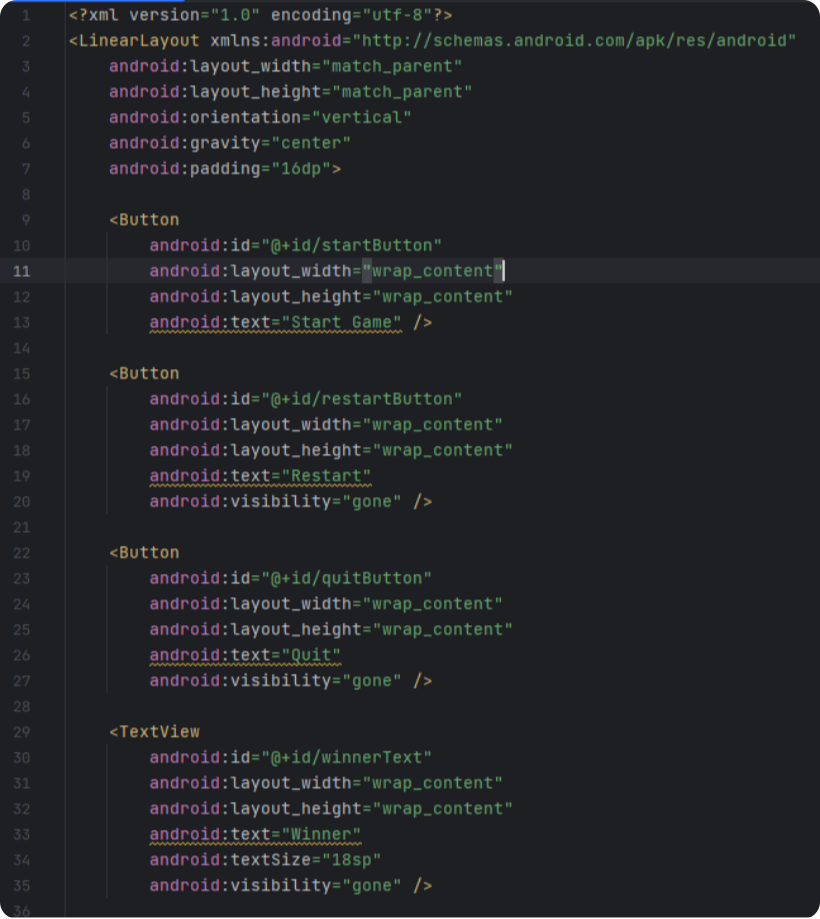 1 <?xml version="1.0" encoding="utf-8"?>
2 <LinearLayout xmlns:android="http://schemas.android.com/apk/res/android"
3 android:layout_width="match_parent"
4 android:layout_height="match_parent"
5 android:orientation="vertical"
6 android:gravity="center"
7 android:padding="16dp">
8
9 <Button
10 android:id="@+id/startButton"
11 android:layout_width="wrap_content"
12 android:layout_height="wrap_content"
13 android:text="Start Game" />
14
15 <Button
16 android:id="@+id/restartButton"
17 android:layout_width="wrap_content"
18 android:layout_height="wrap_content"
19 android:text="Restart"
20 android:visibility="gone" />
21
22 <Button
23 android:id="@+id/quitButton"
24 android:layout_width="wrap_content"
25 android:layout_height="wrap_content"
26 android:text="Quit"
27 android:visibility="gone" />
28
29 <TextView
30 android:id="@+id/winnerText"
31 android:layout_width="wrap_content"
32 android:layout_height="wrap_content"
33 android:text="Winner"
34 android:textSize="18sp"
35 android:visibility="gone" />
36